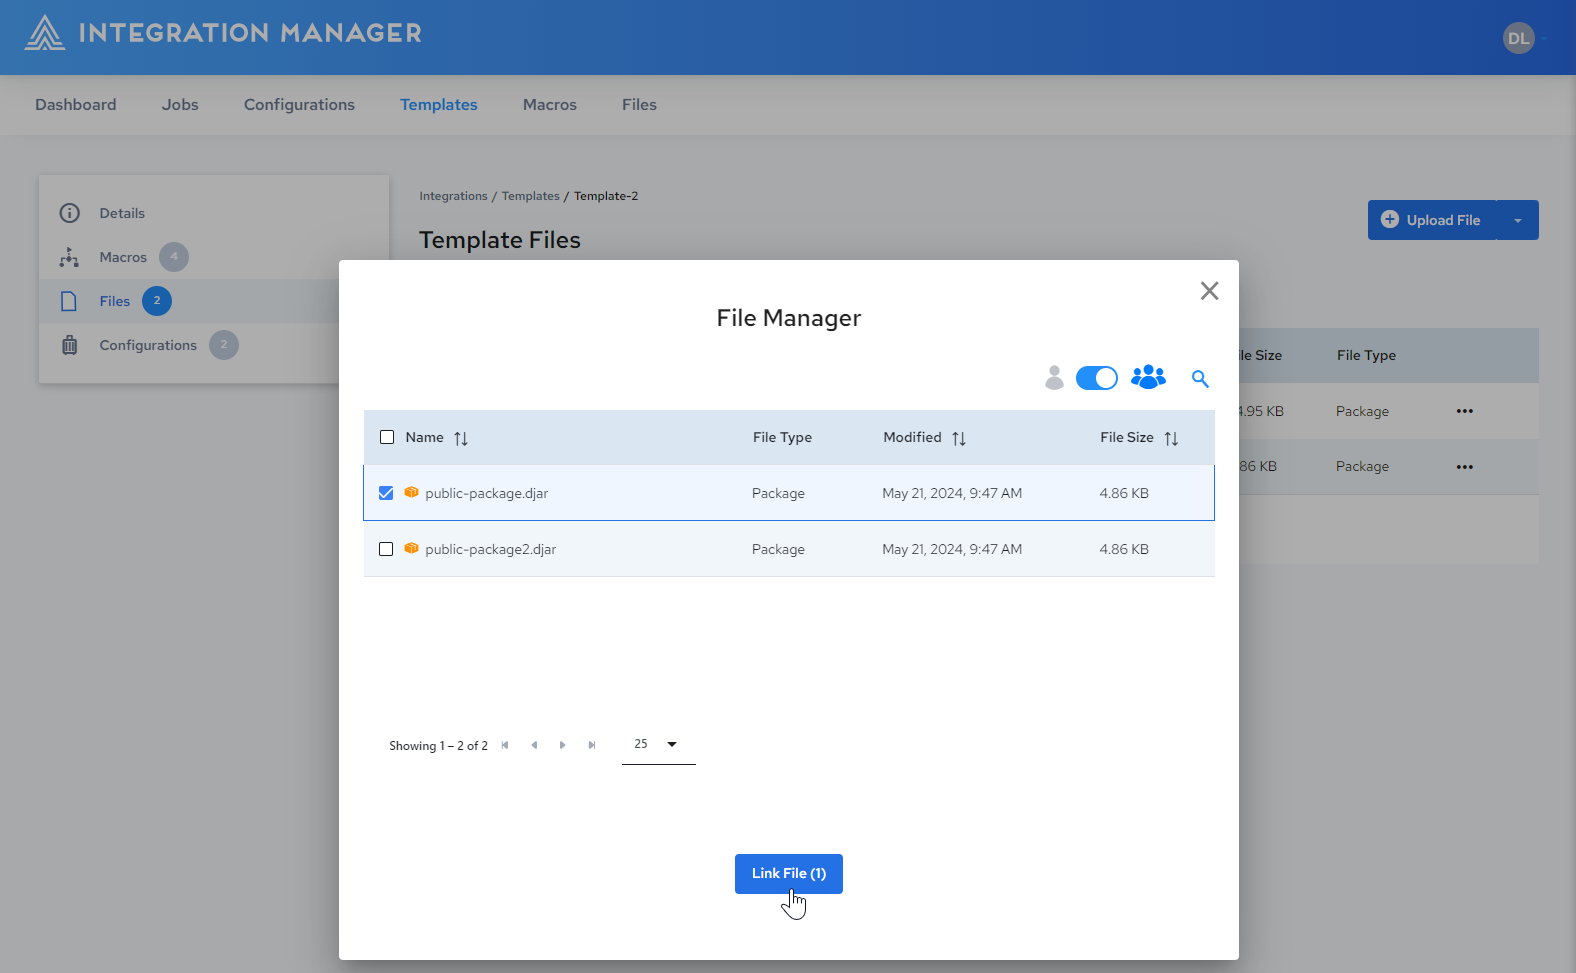 INTEGRATION MANAGER
DL
Dashboard Jobs Configurations Templates Macros Files
Details
Macros 4
Files 2
Configurations 2
Integrations / Templates / Template-2
Template Files
Upload File
File Manager
Name File Type Modified File Size
public-package.djar Package May 21, 2024, 9:47 AM 4.86 KB
public-package2.djar Package May 21, 2024, 9:47 AM 4.86 KB
Showing 1 – 2 of 2 25
Link File (1)
Size File Type
.95 KB Package •••
86 KB Package •••